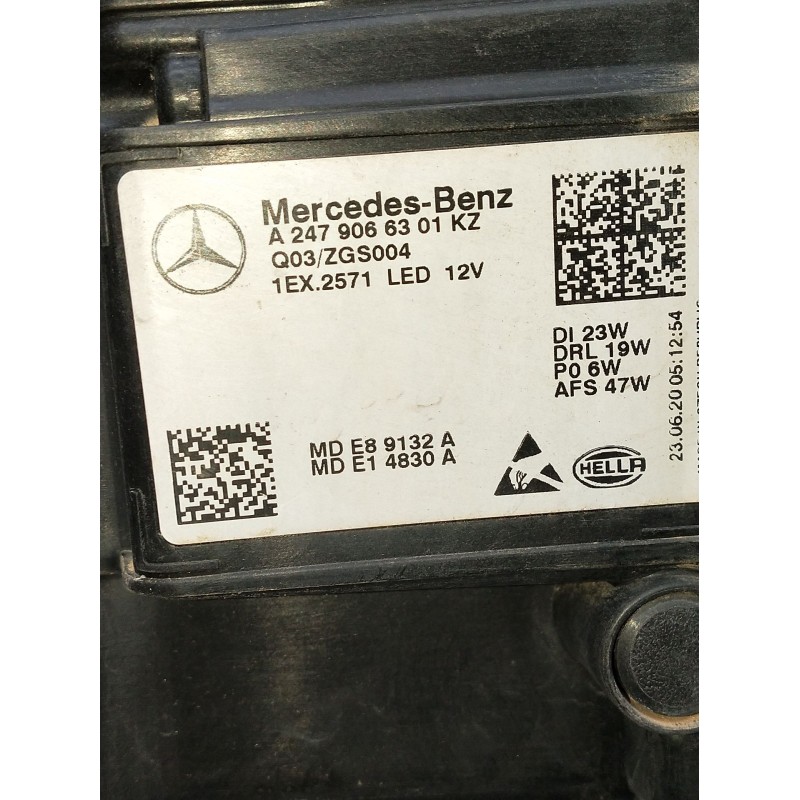 Mercedes-Benz
A 247 906 63 01 KZ
Q03/ZGS004
1EX.2571 LED 12V
DI 23W
DRL 19W
PO 6W
AFS 47W
23.06.20 05:12:54
MD E8 9132 A
MD E1 4830 A
HELLA